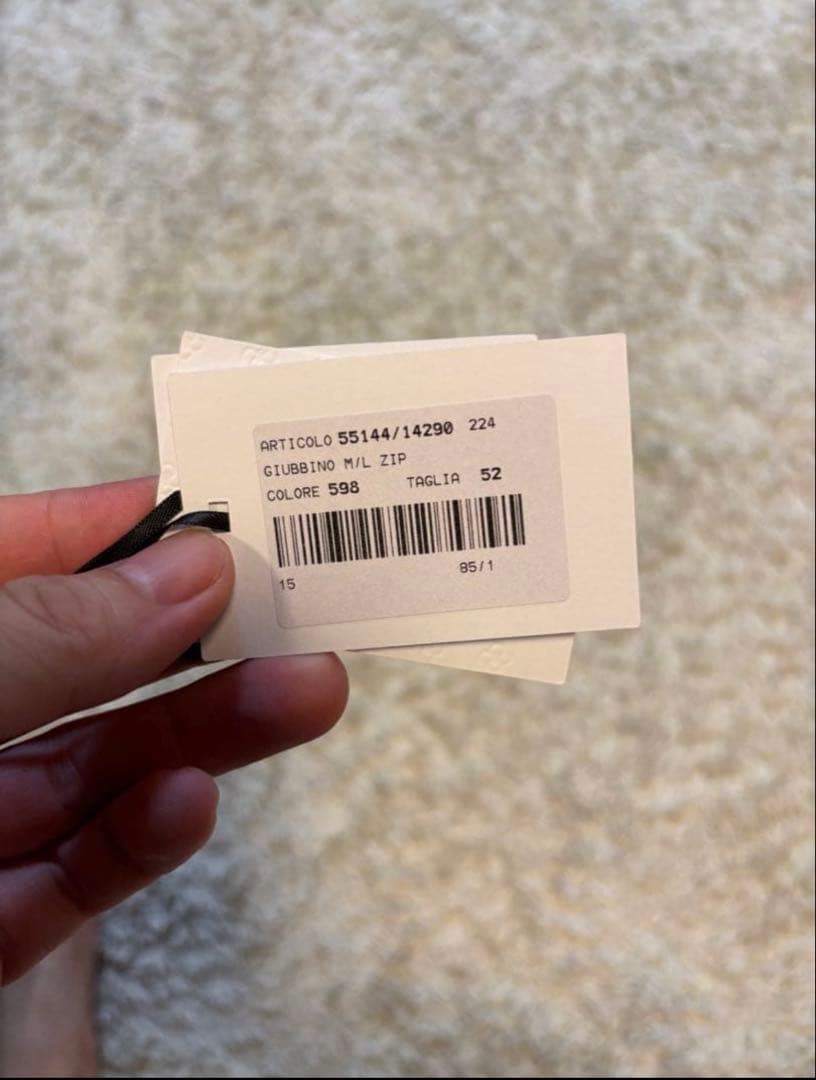 ARTICOLO 55144/14290 224
GIUBBINO M/L ZIP
COLORE 598 TAGLIA 52
15 85/1